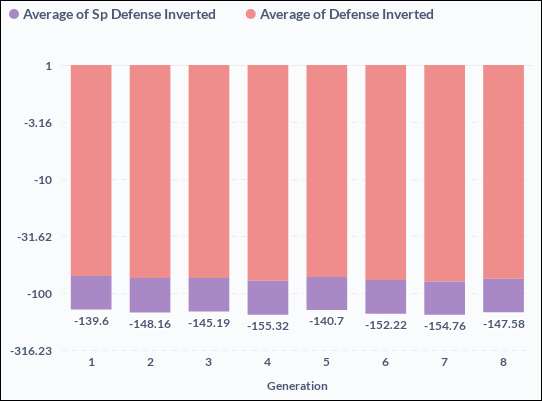 Average of Sp Defense Inverted Average of Defense Inverted
1
-3.16
-10
-31.62
-100
-316.23
-139.6 -148.16 -145.19 -155.32 -140.7 -152.22 -154.76 -147.58
1 2 3 4 5 6 7 8
Generation